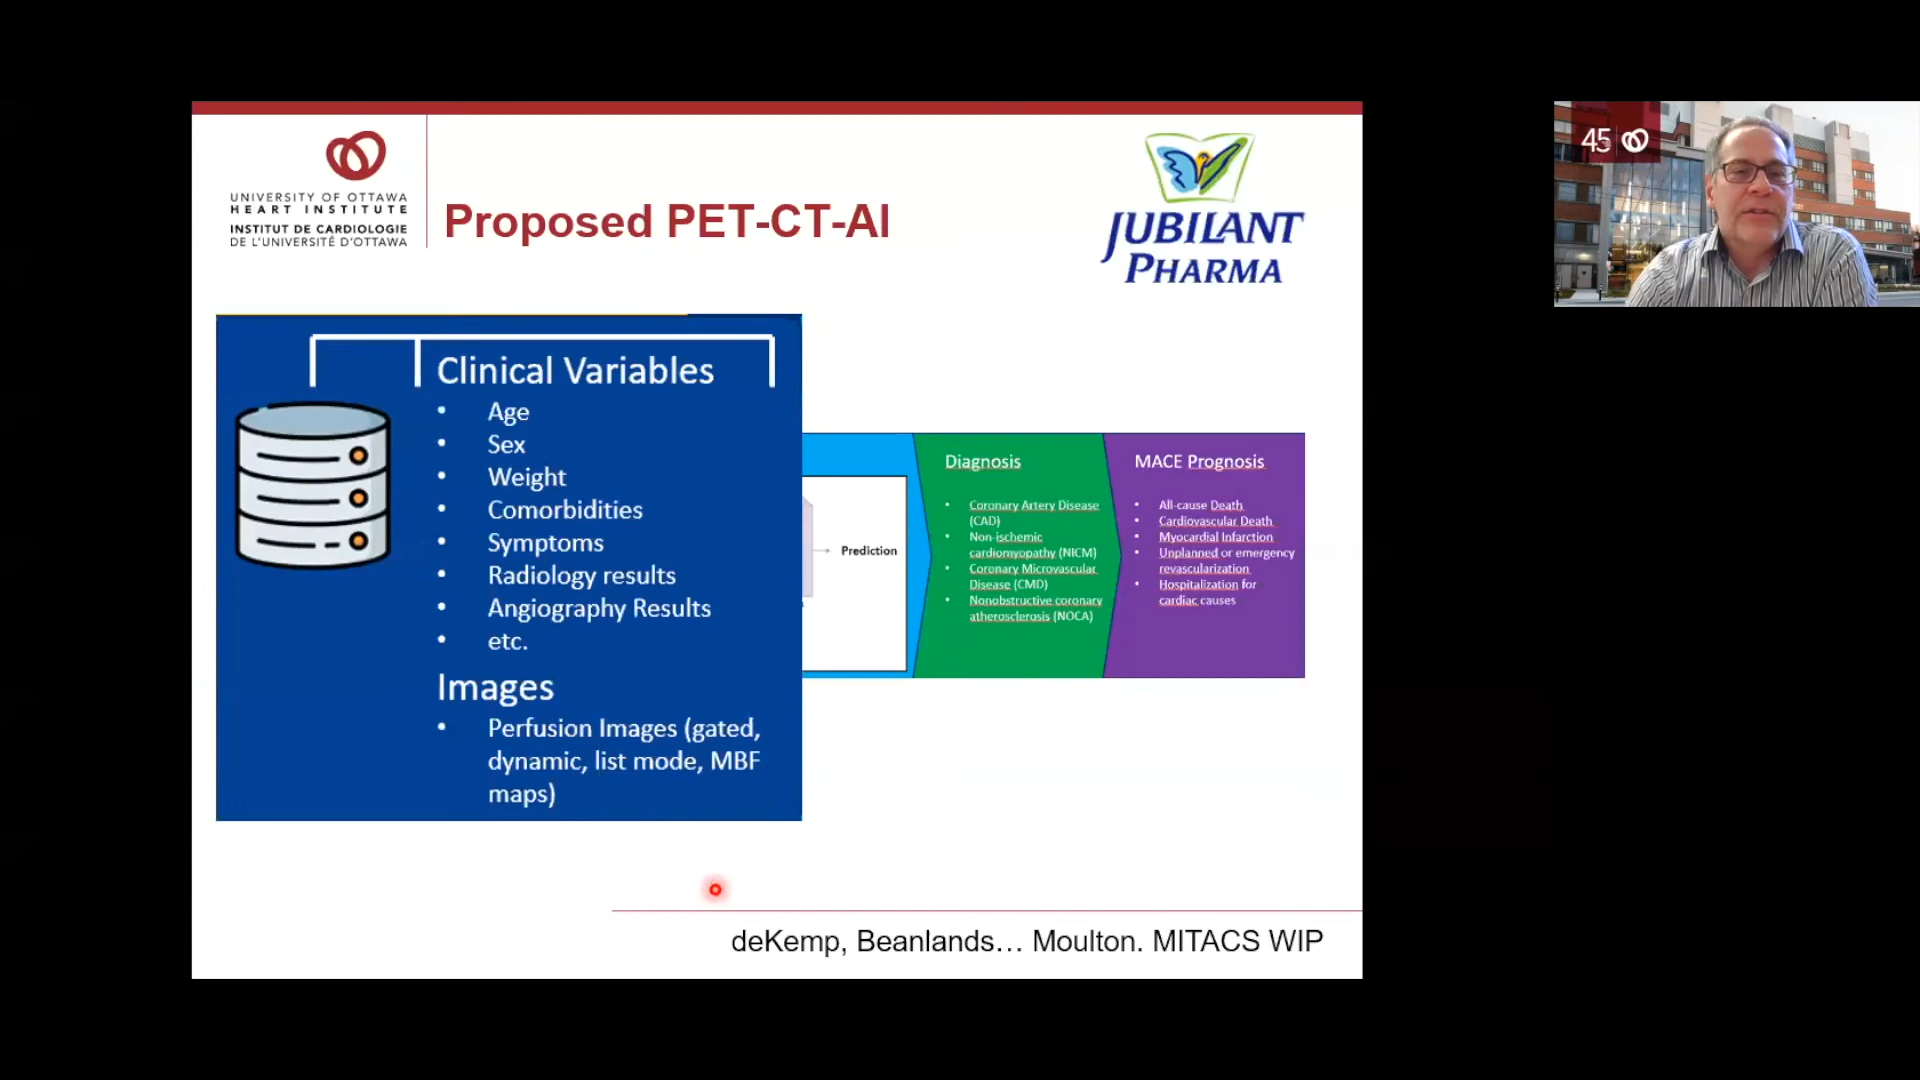 UNIVERSITY OF OTTAWA
HEART INSTITUTE
INSTITUT DE CARDIOLOGIE
DE L'UNIVERSITÉ D'OTTAWA
Proposed PET-CT-AI
JUBILANT
PHARMA
45
Clinical Variables
• Age
• Sex
• Weight
• Comorbidities
• Symptoms
• Radiology results
• Angiography Results
• etc.
Images
• Perfusion Images (gated,
dynamic, list mode, MBF
maps)
Prediction
Diagnosis
• Coronary Artery Disease
(CAD)
• Non-ischemic
cardiomyopathy (NICM)
• Coronary Microvascular
Disease (CMD)
• Nonobstructive coronary
atherosclerosis (NOCA)
MACE Prognosis
• All-cause Death
• Cardiovascular Death
• Myocardial Infarction
• Unplanned or emergency
revascularization
• Hospitalization for
cardiac causes
deKemp, Beanlands… Moulton. MITACS WIP